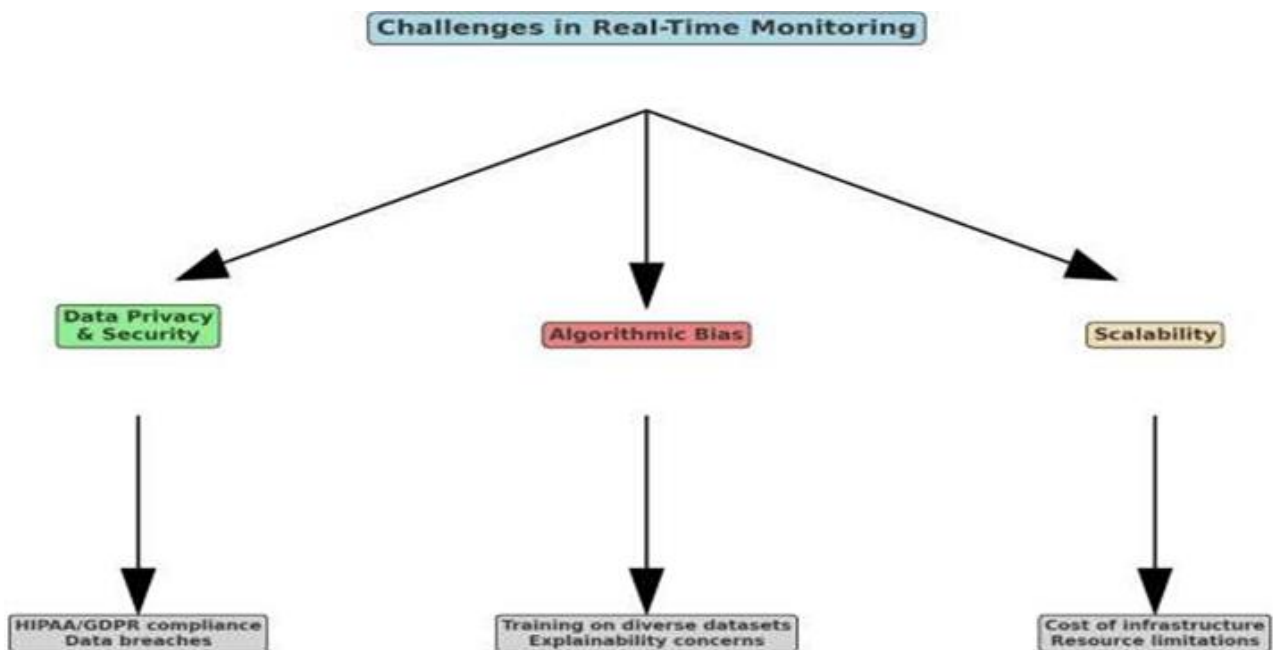 Challenges in Real-Time Monitoring
Data Privacy
& Security
Algorithmic Bias
Scalability
HIPAA/GDPR compliance
Data breaches
Training on diverse datasets
Explainability concerns
Cost of infrastructure
Resource limitations